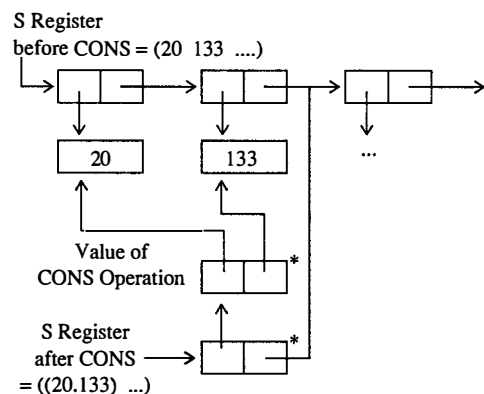 S Register
before CONS = (20 133 ....)
20
133
...
Value of
CONS Operation
*
S Register
after CONS
= ((20.133) ...)
*